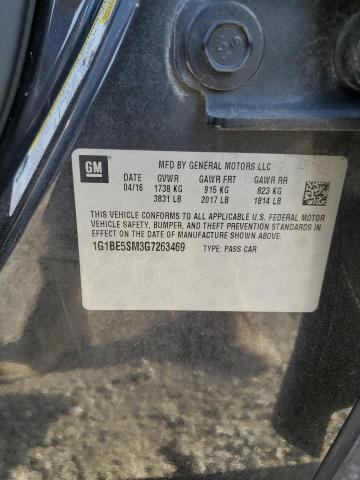 GM
MFD BY GENERAL MOTORS LLC
DATE GVWR GAWR FRT GAWR RR
04/16 1738 KG 915 KG 823 KG
3831 LB 2017 LB 1814 LB
THIS VEHICLE CONFORMS TO ALL APPLICABLE U.S. FEDERAL MOTOR
VEHICLE SAFETY, BUMPER, AND THEFT PREVENTION STANDARDS
IN EFFECT ON THE DATE OF MANUFACTURE SHOWN ABOVE.
1G1BE5SM3G7263469 TYPE: PASS CAR